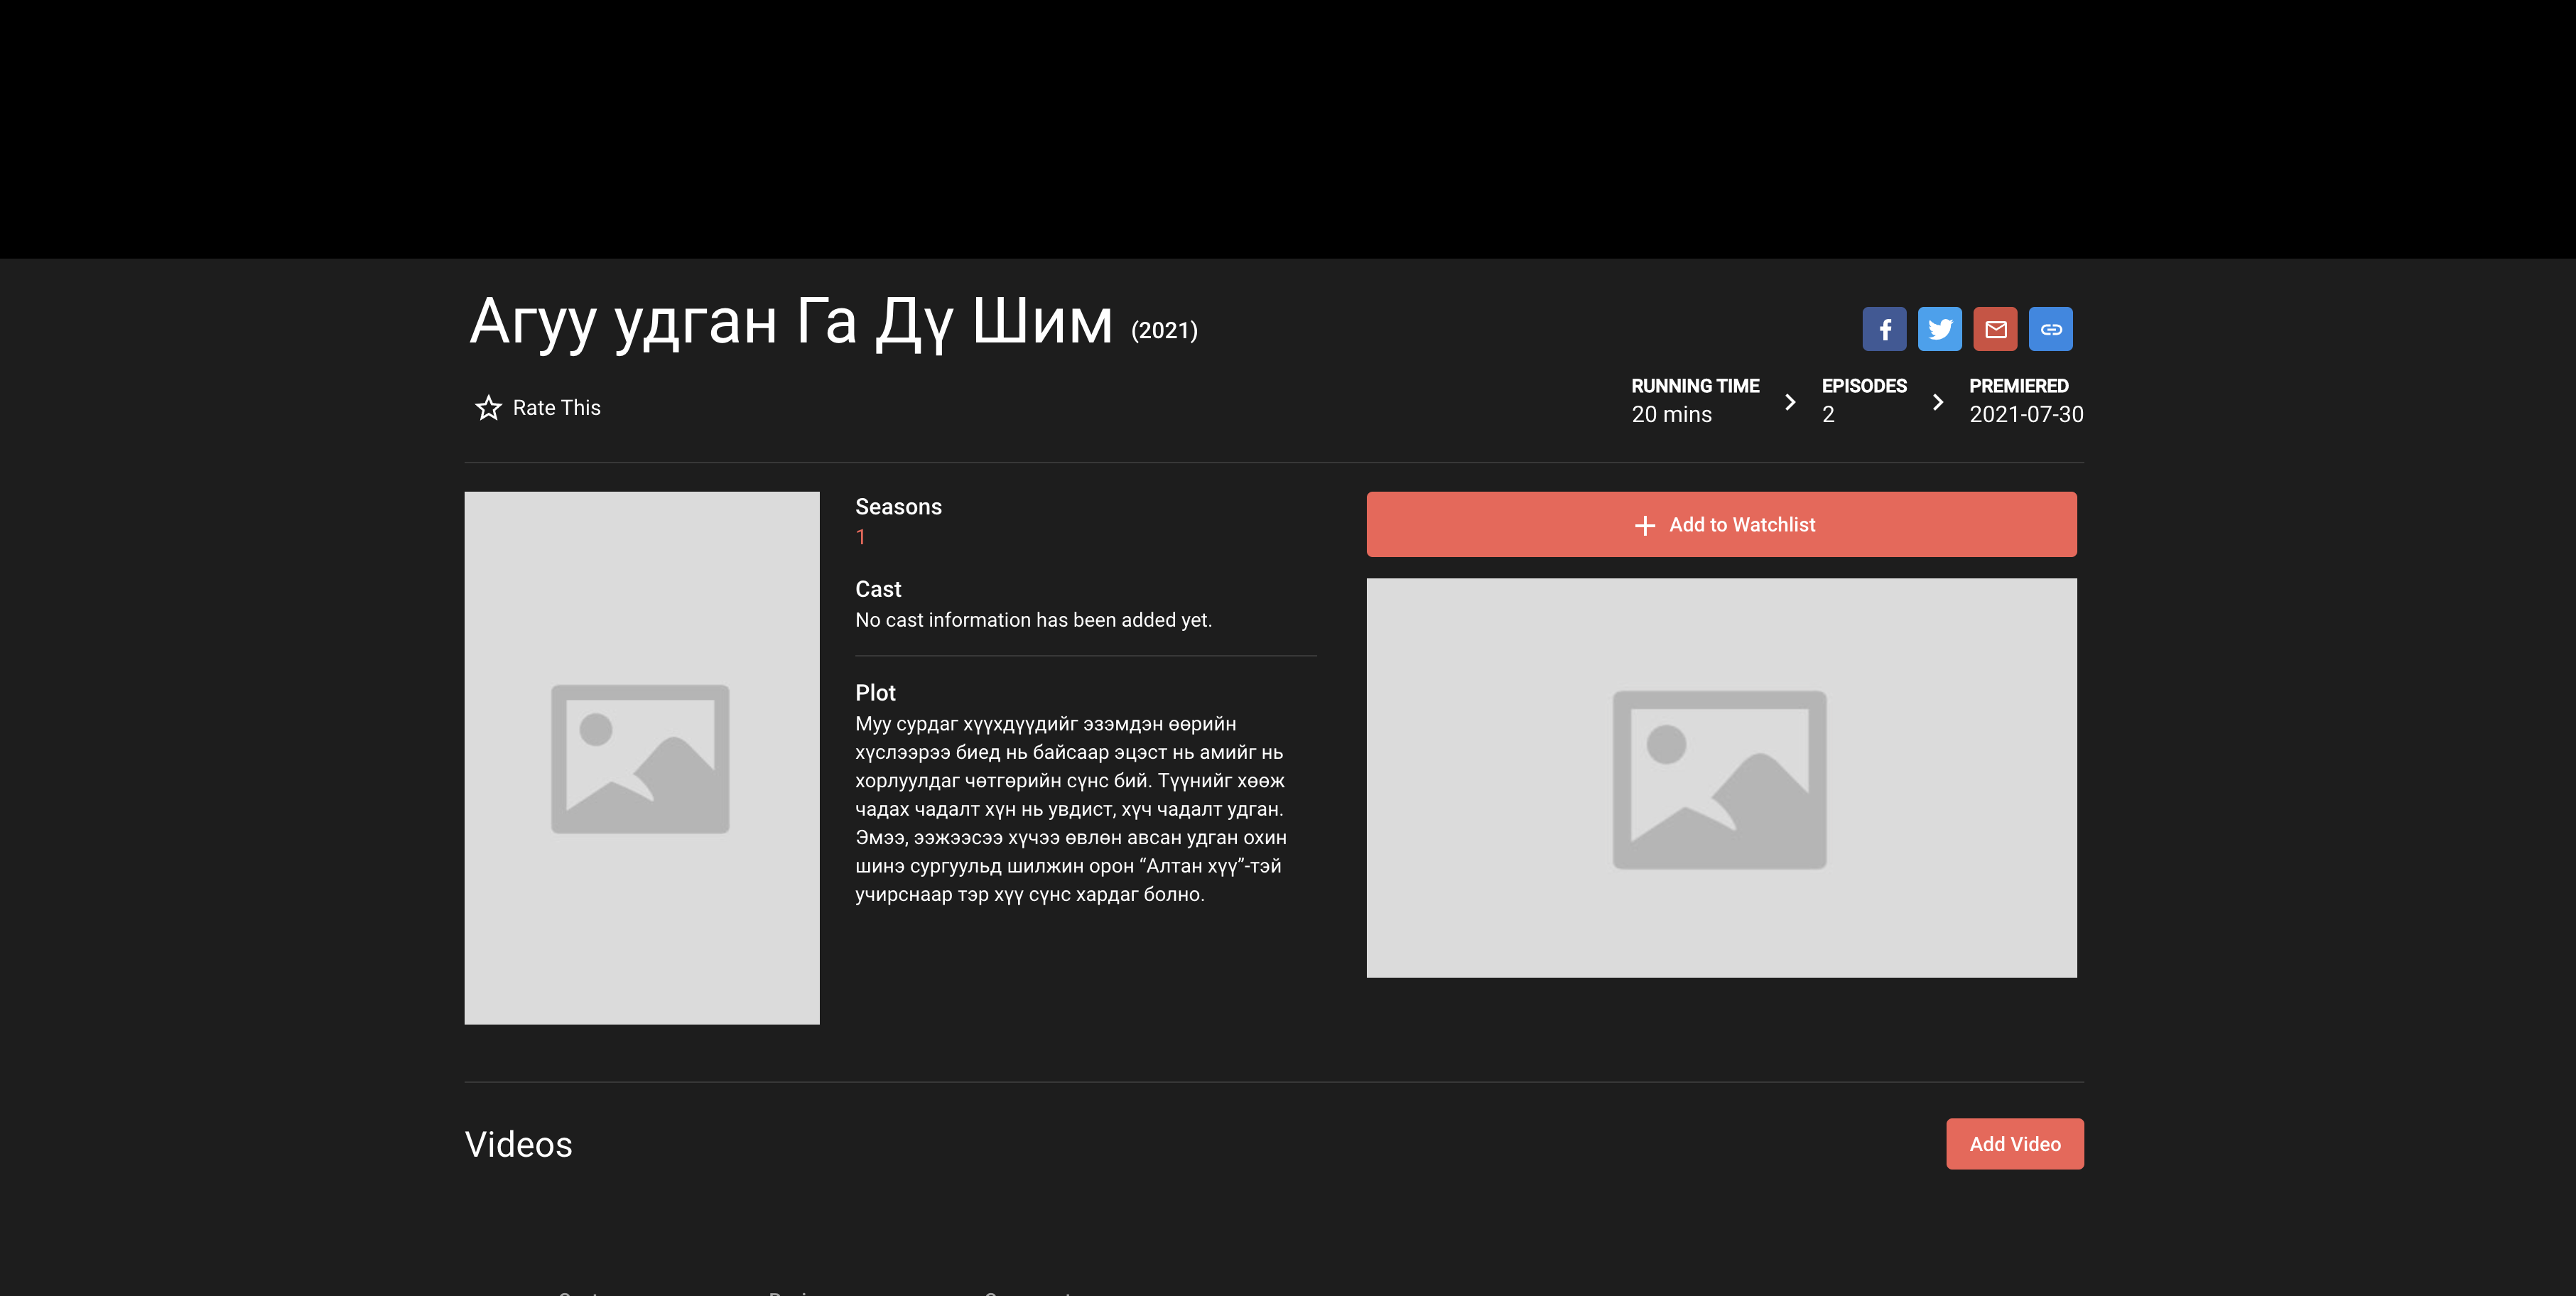 Агуу удган Га Дү Шим (2021)
Rate This
RUNNING TIME
20 mins
EPISODES
2
PREMIERED
2021-07-30
Seasons
1
Cast
No cast information has been added yet.
Plot
Муу сурдаг хүүхдүүдийг эзэмдэн өөрийн
хүслээрээ биед нь байсаар эцэст нь амийг нь
хорлуулдаг чөтгөрийн сүнс бий. Түүнийг хөөж
чадах чадалт хүн нь увдист, хүч чадалт удган.
Эмээ, ээжээсээ хүчээ өвлөн авсан удган охин
шинэ сургуульд шилжин орон “Алтан хүү”-тэй
учирснаар тэр хүү сүнс хардаг болно.
Add to Watchlist
Videos
Add Video